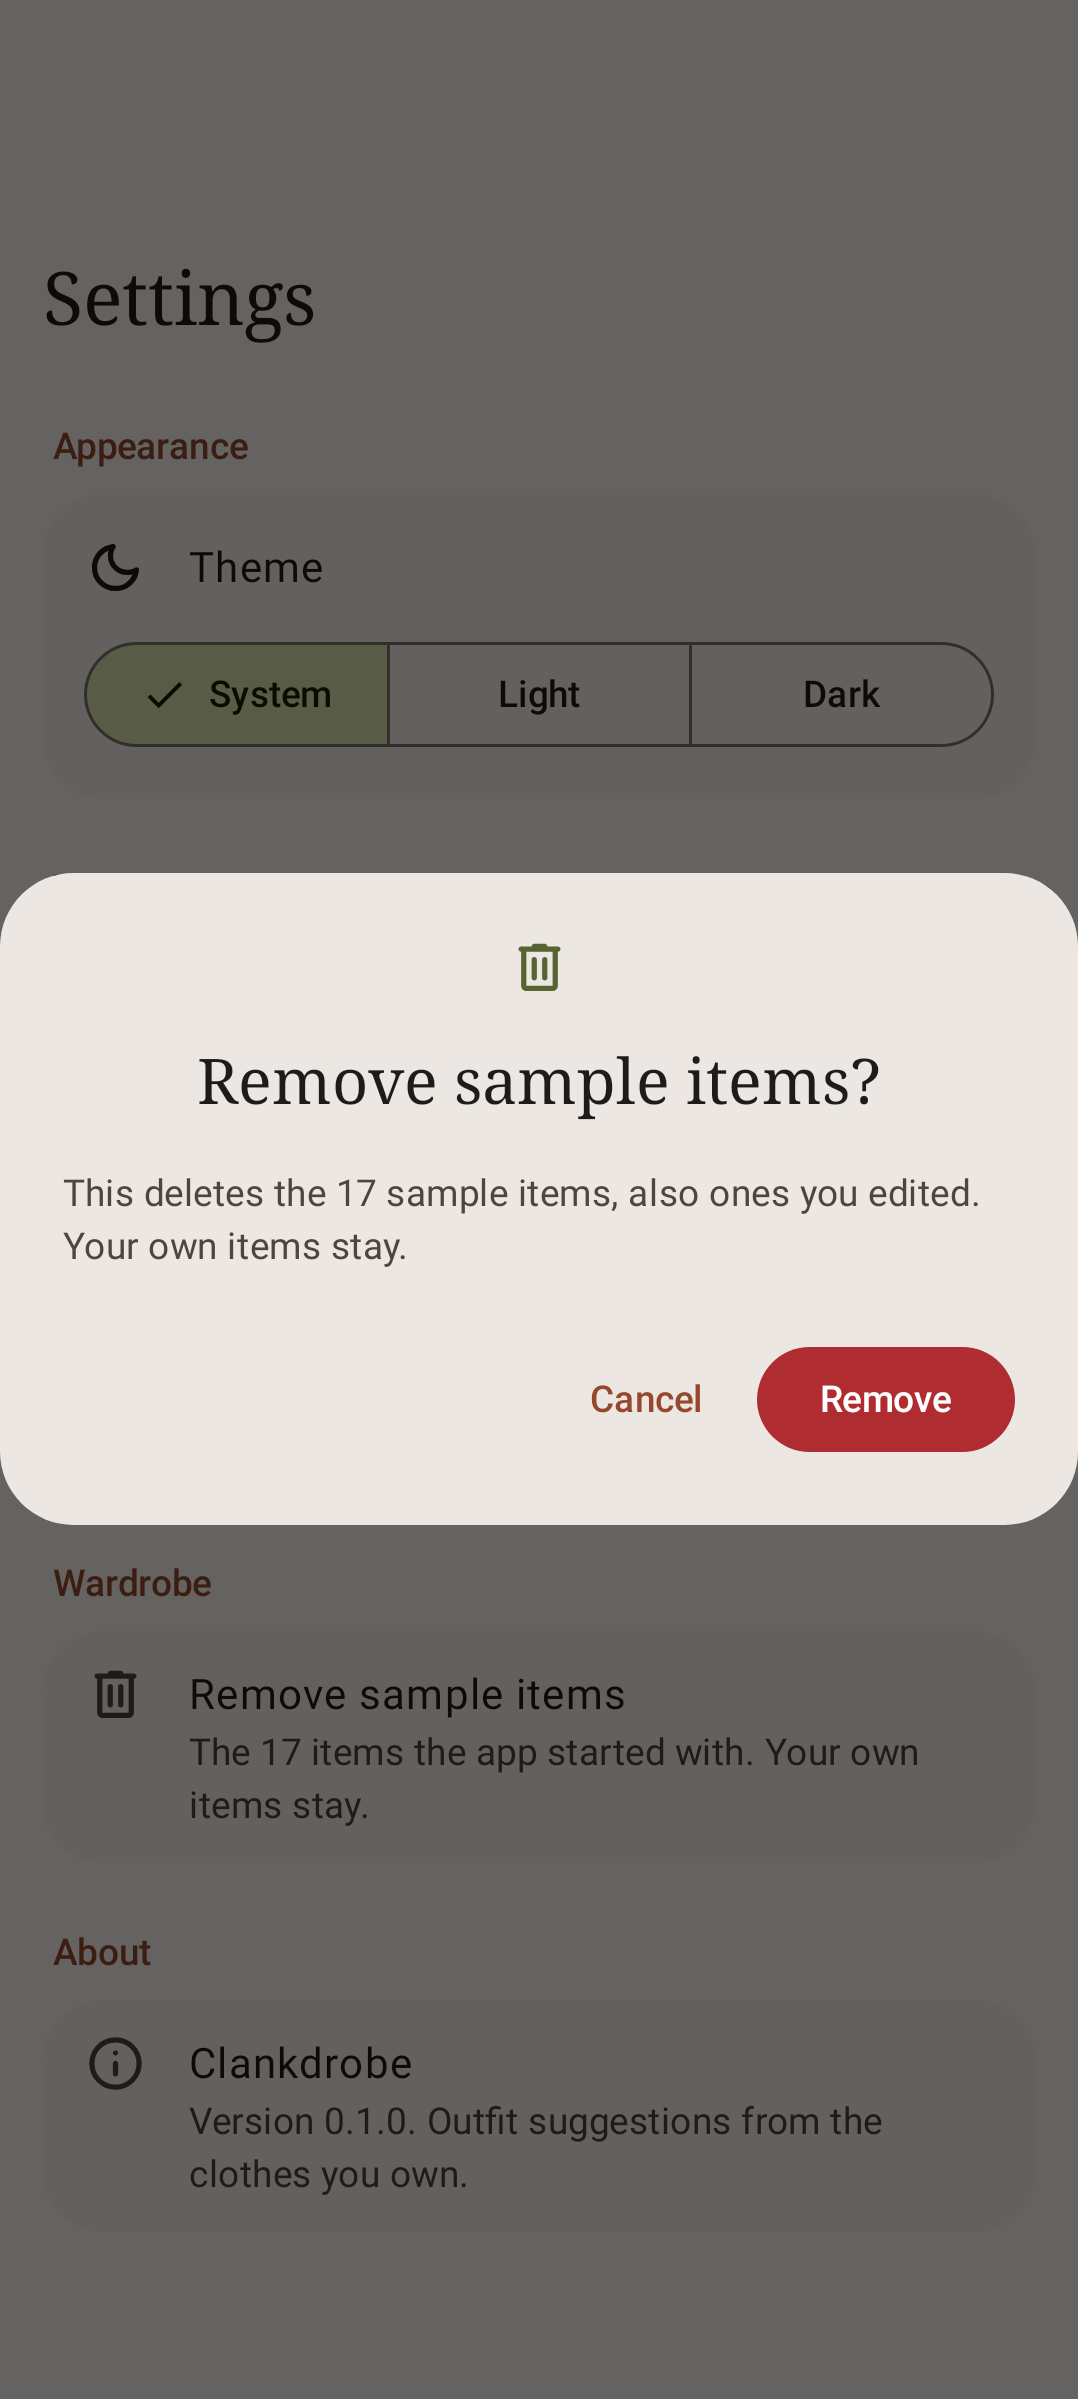 Settings
Appearance
Theme
System
Light
Dark
Remove sample items?
This deletes the 17 sample items, also ones you edited.
Your own items stay.
Cancel
Remove
Wardrobe
Remove sample items
The 17 items the app started with. Your own
items stay.
About
Clankdrobe
Version 0.1.0. Outfit suggestions from the
clothes you own.